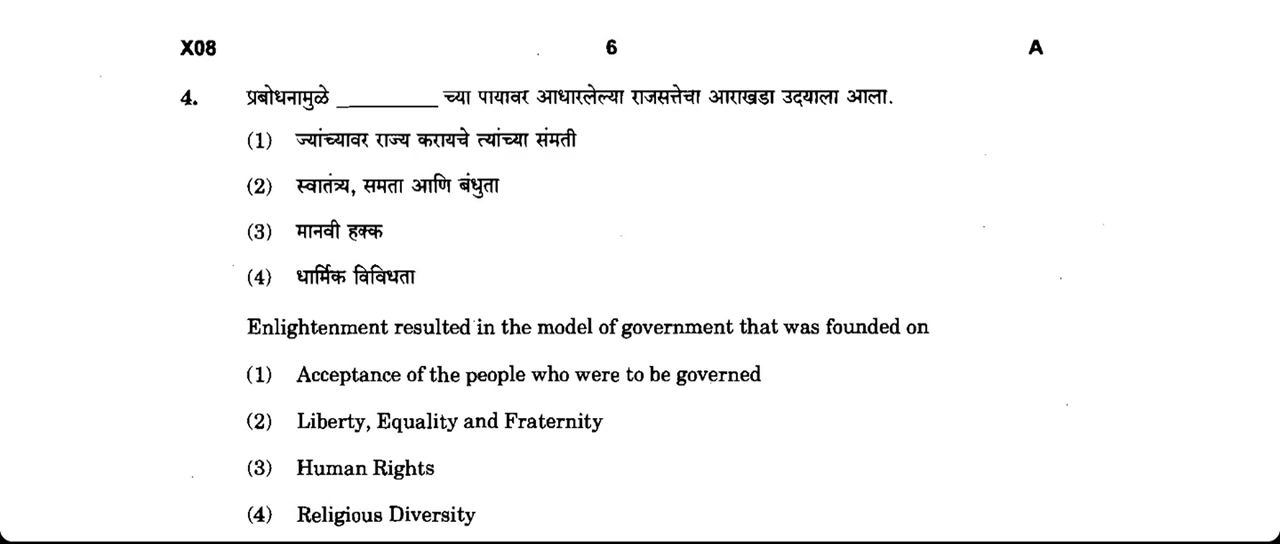 X08 6 A
4. प्रबोधनामुळे __________ च्या पायावर आधारलेल्या राजसत्तेचा आराखडा उदयाला आला.
(1) ज्यांच्यावर राज्य करायचे त्यांच्या संमती
(2) स्वातंत्र्य, समता आणि बंधुता
(3) मानवी हक्क
(4) धार्मिक विविधता
Enlightenment resulted in the model of government that was founded on
(1) Acceptance of the people who were to be governed
(2) Liberty, Equality and Fraternity
(3) Human Rights
(4) Religious Diversity